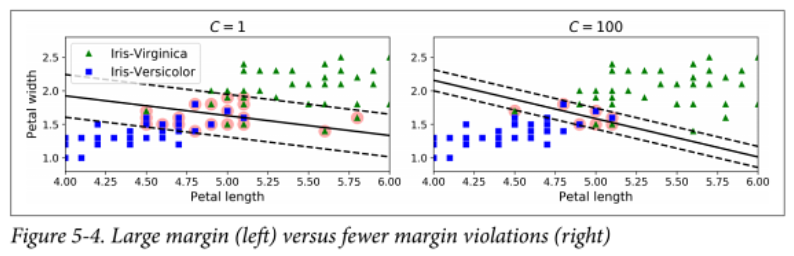 C = 1
C = 100
Iris-Virginica
Iris-Versicolor
Petal width
2.5
2.0
1.5
1.0
4.00 4.25 4.50 4.75 5.00 5.25 5.50 5.75 6.00
Petal length
2.5
2.0
1.5
1.0
4.00 4.25 4.50 4.75 5.00 5.25 5.50 5.75 6.00
Petal length
Figure 5-4. Large margin (left) versus fewer margin violations (right)